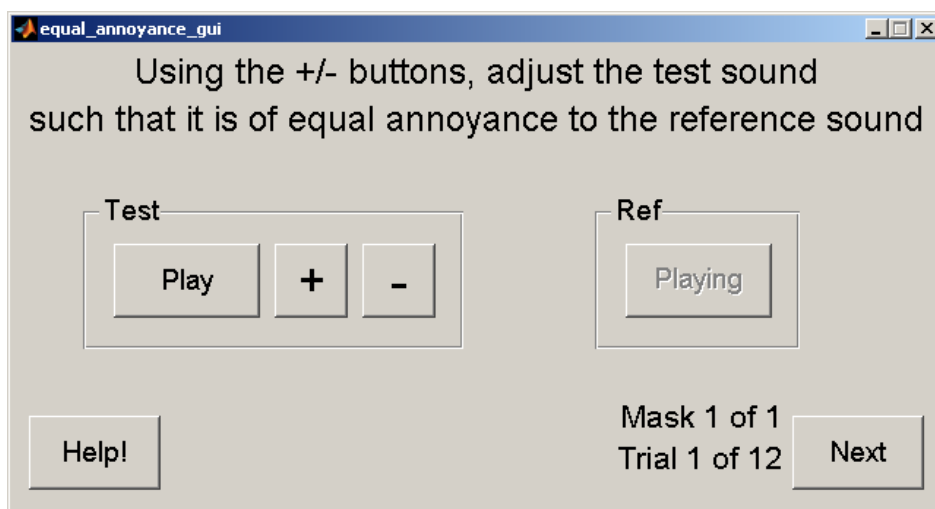 equal_annoyance_gui
Using the +/- buttons, adjust the test sound
such that it is of equal annoyance to the reference sound
Test
Play
+
-
Ref
Playing
Help!
Mask 1 of 1
Trial 1 of 12
Next